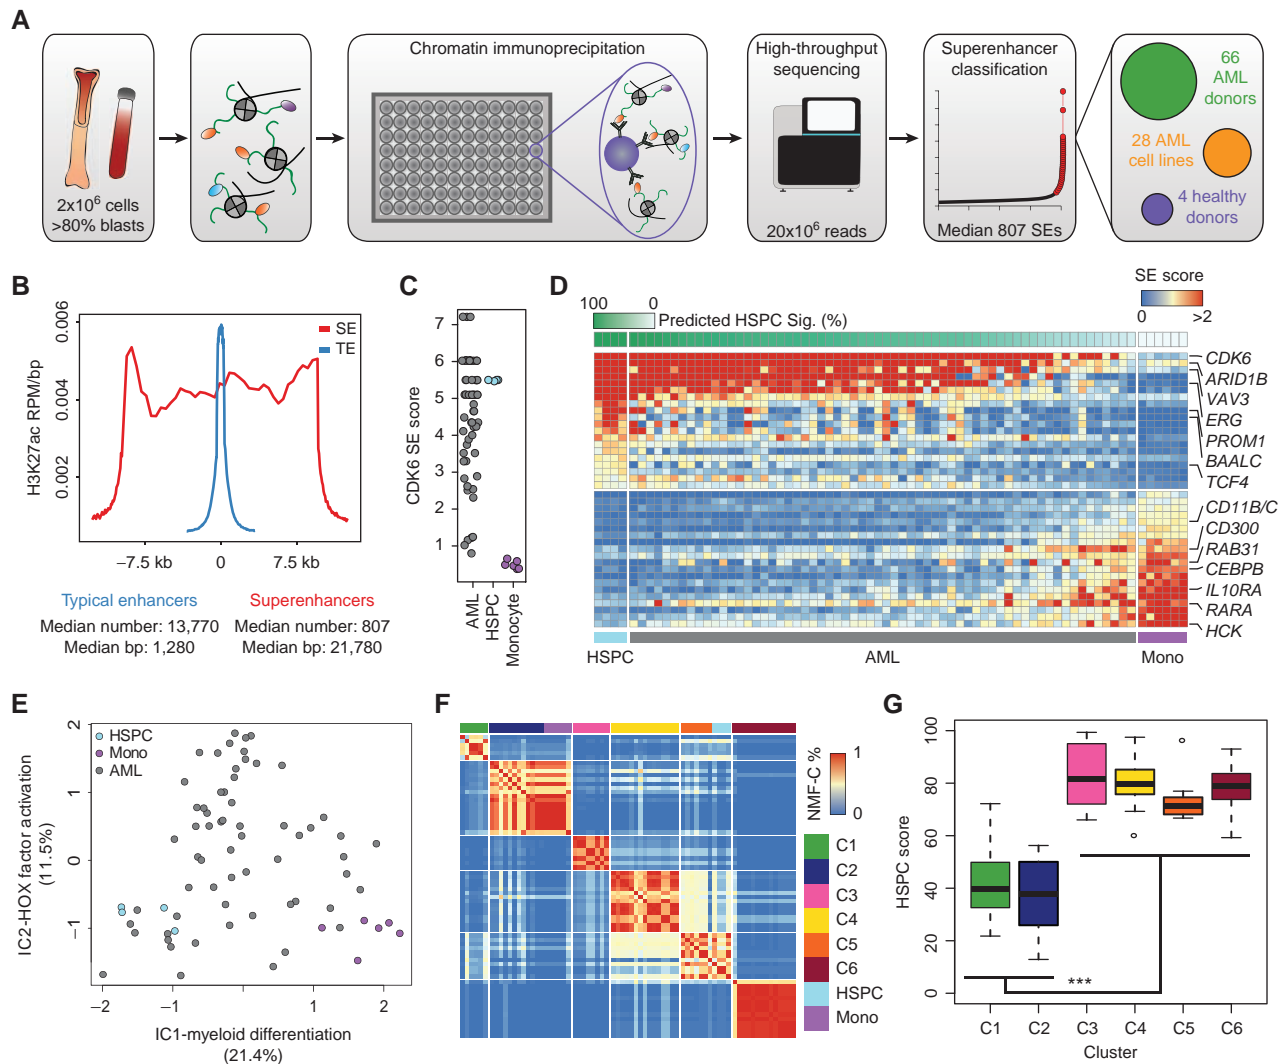 A
2x10⁶ cells
>80% blasts
Chromatin immunoprecipitation
High-throughput
sequencing
20x10⁶ reads
Superenhancer
classification
Median 807 SEs
66
AML
donors
28 AML
cell lines
4 healthy
donors
B
H3K27ac RPM/bp
0.006
0.004
0.002
SE
TE
−7.5 kb
0
7.5 kb
Typical enhancers
Median number: 13,770
Median bp: 1,280
Superenhancers
Median number: 807
Median bp: 21,780
C
CDK6 SE score
7
6
5
4
3
2
1
AML
HSPC
Monocyte
D
100
0
Predicted HSPC Sig. (%)
SE score
0
>2
CDK6
ARID1B
VAV3
ERG
PROM1
BAALC
TCF4
CD11B/C
CD300
RAB31
CEBPB
IL10RA
RARA
HCK
HSPC
AML
Mono
E
IC2-HOX factor activation
(11.5%)
2
1
0
−1
HSPC
Mono
AML
−2
−1
0
1
2
IC1-myeloid differentiation
(21.4%)
F
NMF-C %
1
0
C1
C2
C3
C4
C5
C6
HSPC
Mono
G
HSPC score
100
80
60
40
20
0
***
C1
C2
C3
C4
C5
C6
Cluster